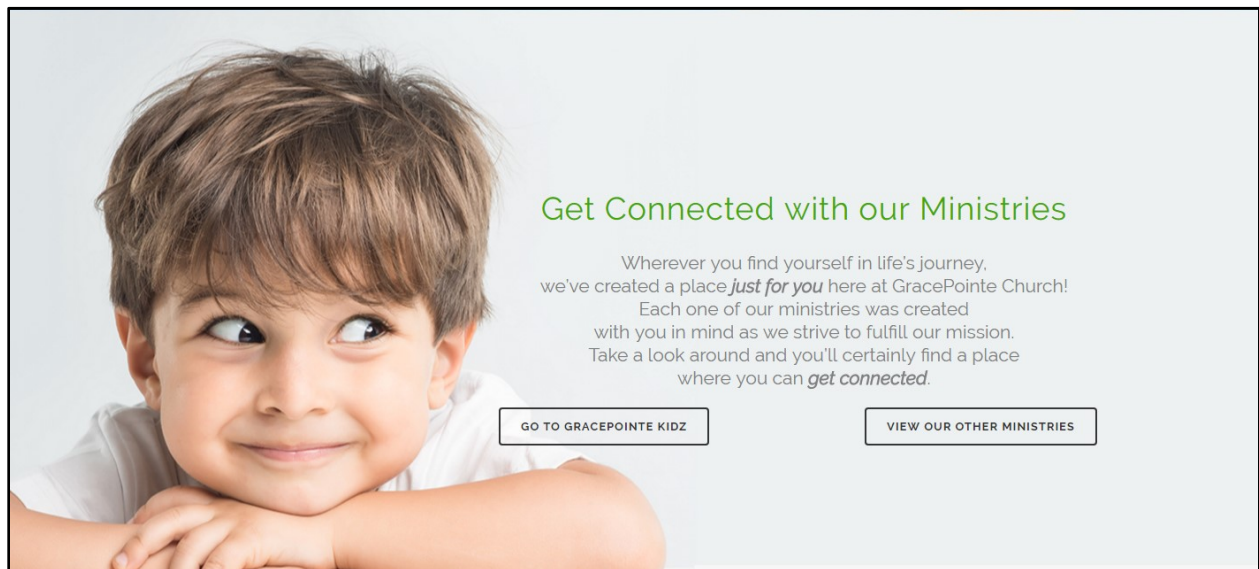 Get Connected with our Ministries
Wherever you find yourself in life's journey,
we've created a place just for you here at GracePointe Church!
Each one of our ministries was created
with you in mind as we strive to fulfill our mission.
Take a look around and you'll certainly find a place
where you can get connected.
GO TO GRACEPOINTE KIDZ
VIEW OUR OTHER MINISTRIES